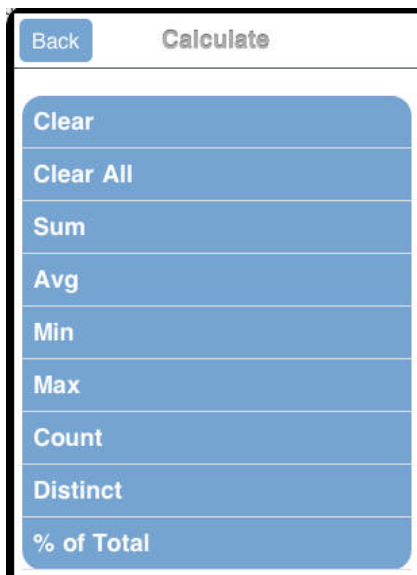 Back Calculate
Clear
Clear All
Sum
Avg
Min
Max
Count
Distinct
% of Total